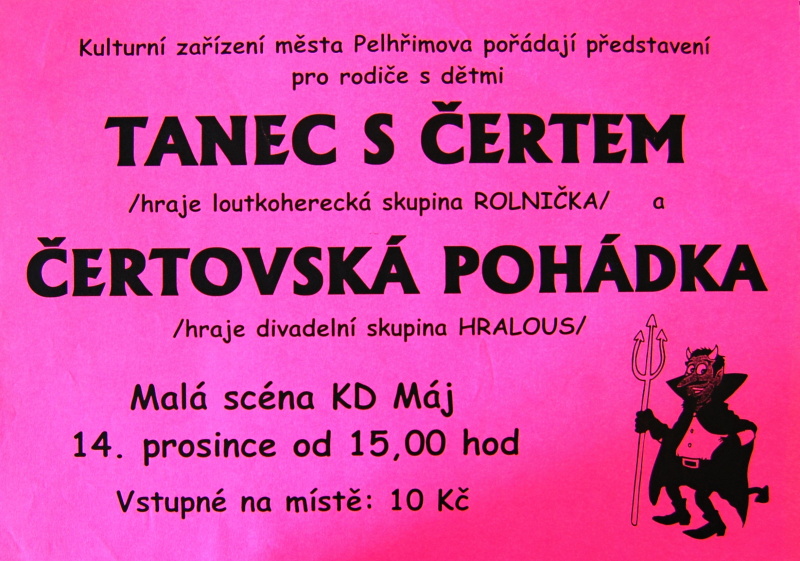 Kulturní zařízení města Pelhřimova pořádají představení
pro rodiče s dětmi
TANEC S ČERTEM
/hraje loutkoherecká skupina ROLNIČKA/ a
ČERTOVSKÁ POHÁDKA
/hraje divadelní skupina HRALOUS/
Malá scéna KD Máj
14. prosince od 15,00 hod
Vstupné na místě: 10 Kč